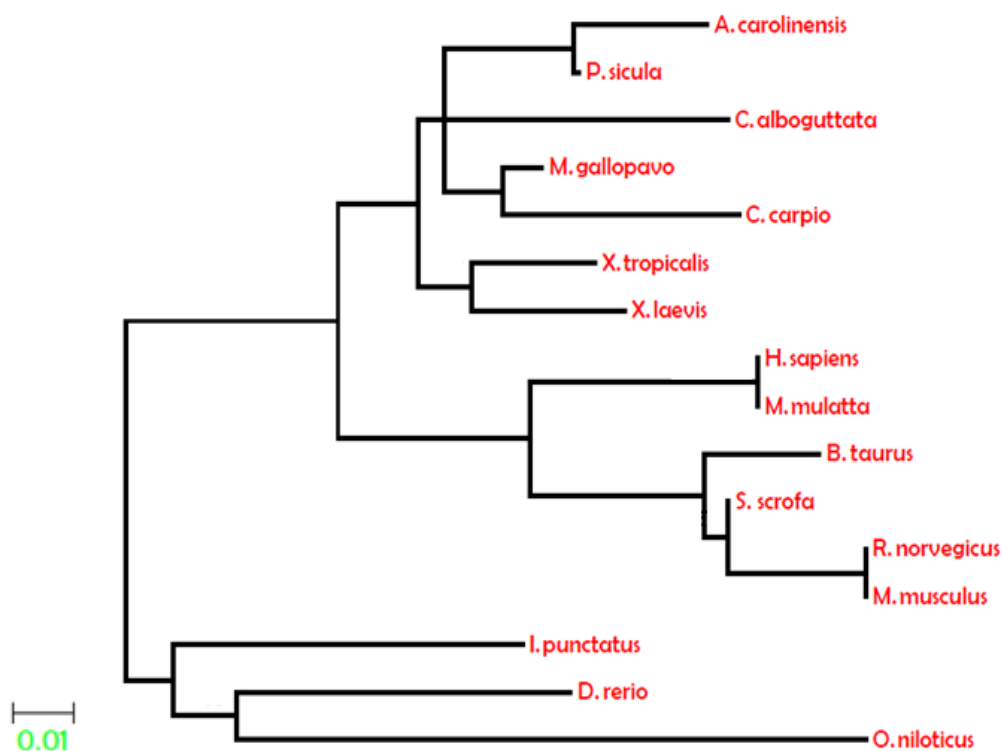 A. carolinensis
P. sicula
C. alboguttata
M. gallopavo
C. carpio
X. tropicalis
X. laevis
H. sapiens
M. mulatta
B. taurus
S. scrofa
R. norvegicus
M. musculus
I. punctatus
D. rerio
O. niloticus
0.01